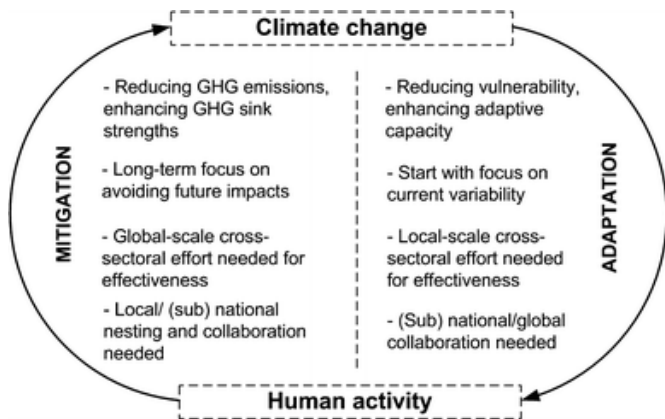 Climate change
MITIGATION
- Reducing GHG emissions,
enhancing GHG sink
strengths
- Long-term focus on
avoiding future impacts
- Global-scale cross-
sectoral effort needed for
effectiveness
- Local/ (sub) national
nesting and collaboration
needed
- Reducing vulnerability,
enhancing adaptive
capacity
- Start with focus on
current variability
- Local-scale cross-
sectoral effort needed
for effectiveness
- (Sub) national/global
collaboration needed
ADAPTATION
Human activity